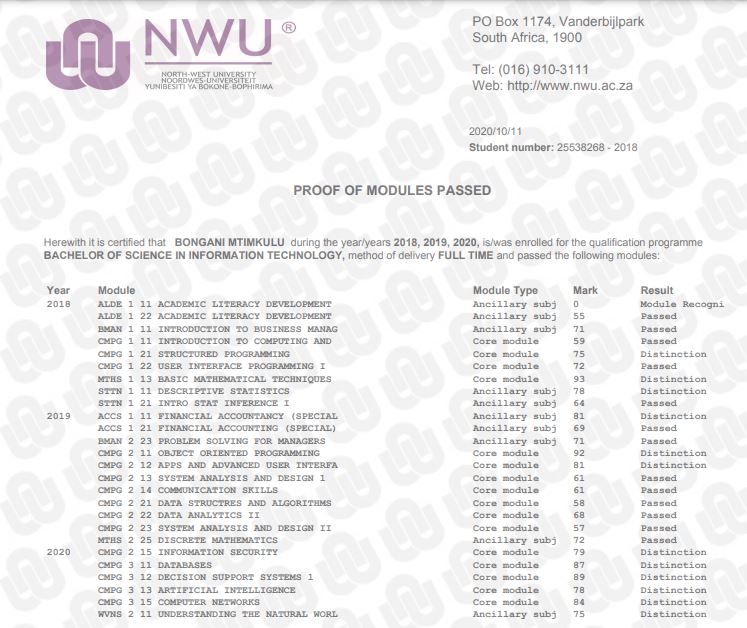 NWU ®
NORTH-WEST UNIVERSITY
NOORDWES-UNIVERSITEIT
YUNIBESITI YA BOKONE-BOPHIRIMA
PO Box 1174, Vanderbijlpark
South Africa, 1900
Tel: (016) 910-3111
Web: http://www.nwu.ac.za
2020/10/11
Student number: 25538268 - 2018
PROOF OF MODULES PASSED
Herewith it is certified that BONGANI MTIMKULU during the year/years 2018, 2019, 2020, is/was enrolled for the qualification programme
BACHELOR OF SCIENCE IN INFORMATION TECHNOLOGY, method of delivery FULL TIME and passed the following modules:
Year Module Module Type Mark Result
2018 ALDE 1 11 ACADEMIC LITERACY DEVELOPMENT Ancillary subj 0 Module Recogni
ALDE 1 22 ACADEMIC LITERACY DEVELOPMENT Ancillary subj 55 Passed
BMAN 1 11 INTRODUCTION TO BUSINESS MANAG Ancillary subj 71 Passed
CMPG 1 11 INTRODUCTION TO COMPUTING AND Core module 59 Passed
CMPG 1 21 STRUCTURED PROGRAMMING Core module 75 Distinction
CMPG 1 22 USER INTERFACE PROGRAMMING I Core module 72 Passed
MTHS 1 13 BASIC MATHEMATICAL TECHNIQUES Core module 93 Distinction
STTN 1 11 DESCRIPTIVE STATISTICS Ancillary subj 78 Distinction
STTN 1 21 INTRO STAT INFERENCE I Ancillary subj 64 Passed
2019 ACCS 1 11 FINANCIAL ACCOUNTANCY (SPECIAL Ancillary subj 81 Distinction
ACCS 1 21 FINANCIAL ACCOUNTING (SPECIAL) Ancillary subj 69 Passed
BMAN 2 23 PROBLEM SOLVING FOR MANAGERS Ancillary subj 71 Passed
CMPG 2 11 OBJECT ORIENTED PROGRAMMING Core module 92 Distinction
CMPG 2 12 APPS AND ADVANCED USER INTERFA Core module 81 Distinction
CMPG 2 13 SYSTEM ANALYSIS AND DESIGN 1 Core module 61 Passed
CMPG 2 14 COMMUNICATION SKILLS Core module 61 Passed
CMPG 2 21 DATA STRUCTRES AND ALGORITHMS Core module 58 Passed
CMPG 2 22 DATA ANALYTICS II Core module 68 Passed
CMPG 2 23 SYSTEM ANALYSIS AND DESIGN II Core module 57 Passed
MTHS 2 25 DISCRETE MATHEMATICS Ancillary subj 72 Passed
2020 CMPG 2 15 INFORMATION SECURITY Core module 79 Distinction
CMPG 3 11 DATABASES Core module 87 Distinction
CMPG 3 12 DECISION SUPPORT SYSTEMS 1 Core module 89 Distinction
CMPG 3 13 ARTIFICIAL INTELLIGENCE Core module 78 Distinction
CMPG 3 15 COMPUTER NETWORKS Core module 84 Distinction
WVNS 2 11 UNDERSTANDING THE NATURAL WORL Ancillary subj 75 Distinction